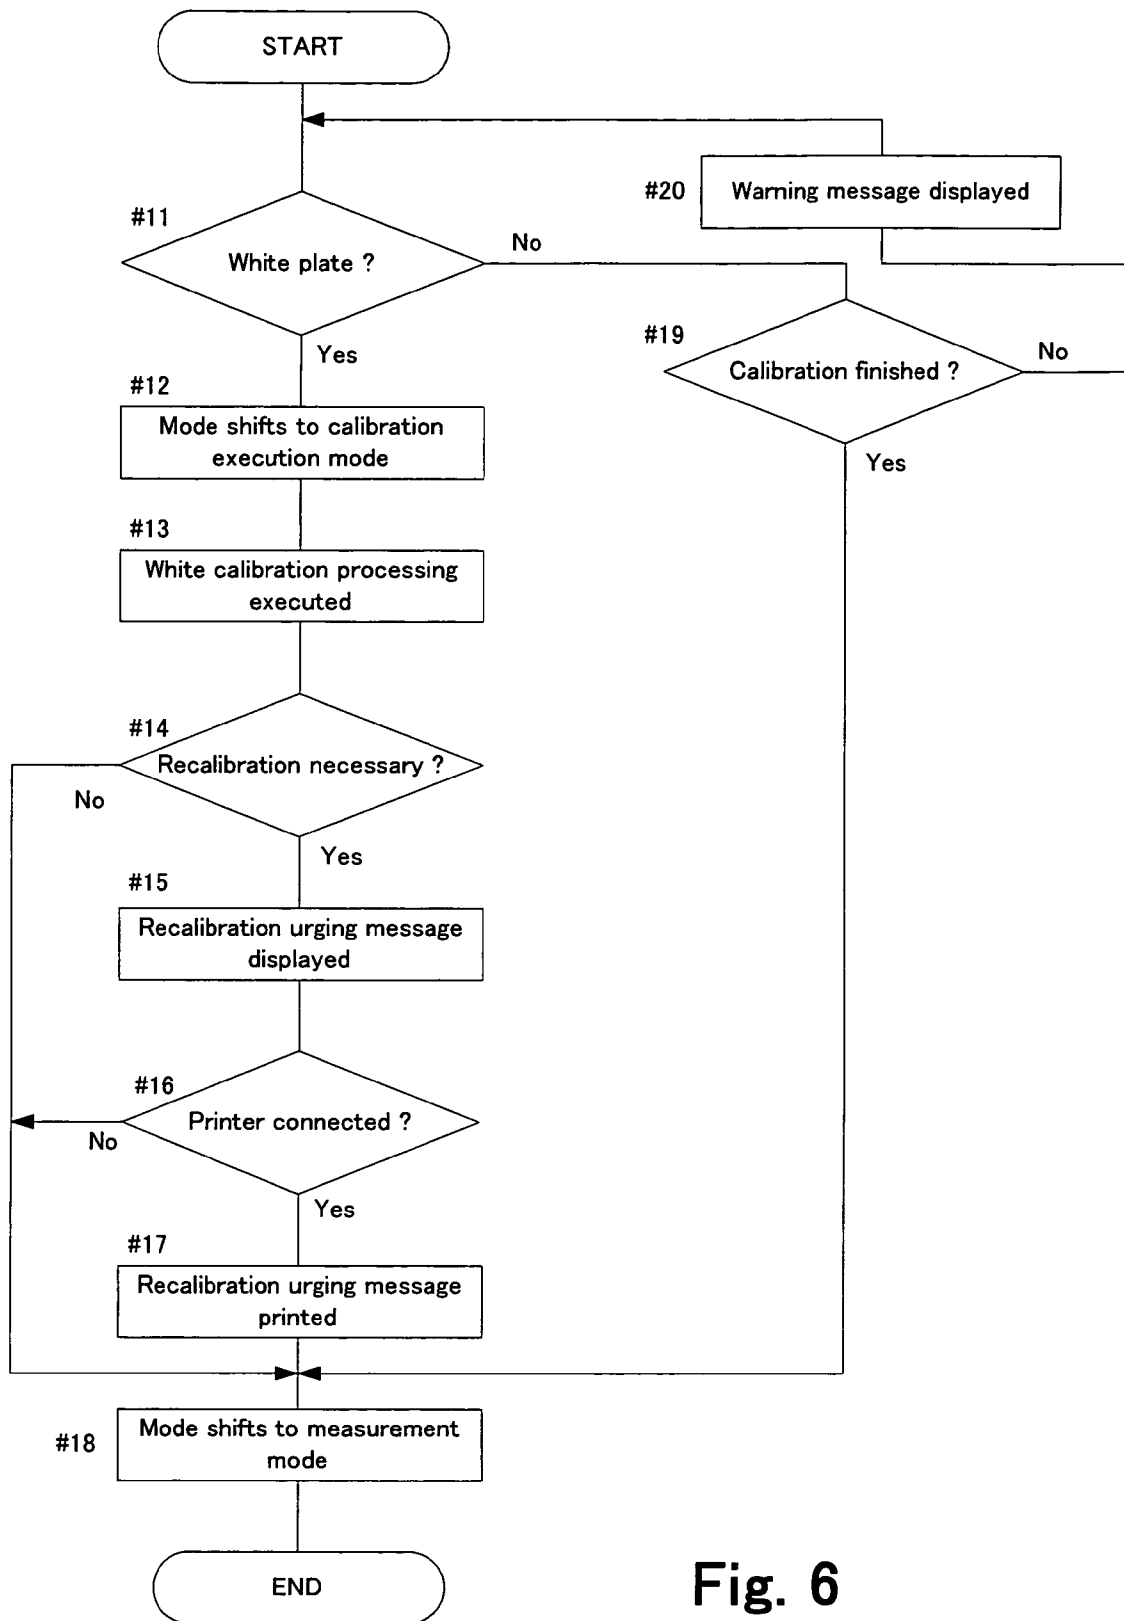 START
#20
Warning message displayed
#11
White plate ?
No
#19
Calibration finished ?
No
Yes
Yes
#12
Mode shifts to calibration
execution mode
#13
White calibration processing
executed
#14
Recalibration necessary ?
No
Yes
#15
Recalibration urging message
displayed
#16
Printer connected ?
No
Yes
#17
Recalibration urging message
printed
#18
Mode shifts to measurement
mode
END
Fig. 6